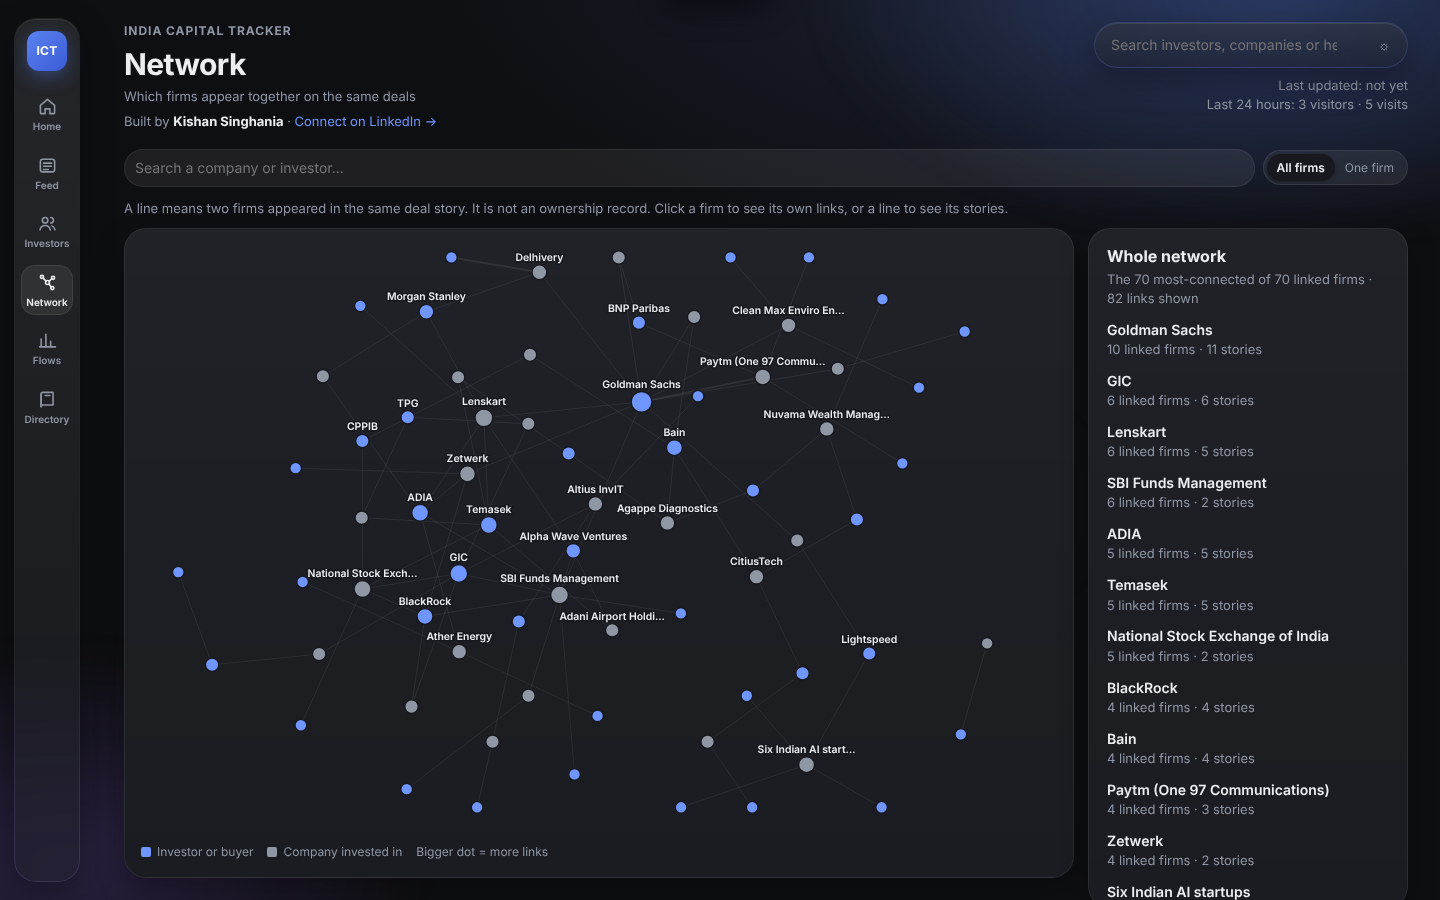 ICT
Home
Feed
Investors
Network
Flows
Directory
INDIA CAPITAL TRACKER
Network
Which firms appear together on the same deals
Built by Kishan Singhania · Connect on LinkedIn →
Search investors, companies or he
Last updated: not yet
Last 24 hours: 3 visitors · 5 visits
Search a company or investor...
All firms
One firm
A line means two firms appeared in the same deal story. It is not an ownership record. Click a firm to see its own links, or a line to see its stories.
Delhivery
Morgan Stanley
BNP Paribas
Clean Max Enviro En...
Paytm (One 97 Commu...
Goldman Sachs
TPG
Lenskart
Nuvama Wealth Manag...
CPPIB
Bain
Zetwerk
Altius InvIT
ADIA
Temasek
Agappe Diagnostics
Alpha Wave Ventures
GIC
CitiusTech
National Stock Exch...
SBI Funds Management
BlackRock
Adani Airport Holdi...
Ather Energy
Lightspeed
Six Indian AI start...
Investor or buyer
Company invested in
Bigger dot = more links
Whole network
The 70 most-connected of 70 linked firms ·
82 links shown
Goldman Sachs
10 linked firms · 11 stories
GIC
6 linked firms · 6 stories
Lenskart
6 linked firms · 5 stories
SBI Funds Management
6 linked firms · 2 stories
ADIA
5 linked firms · 5 stories
Temasek
5 linked firms · 5 stories
National Stock Exchange of India
5 linked firms · 2 stories
BlackRock
4 linked firms · 4 stories
Bain
4 linked firms · 4 stories
Paytm (One 97 Communications)
4 linked firms · 3 stories
Zetwerk
4 linked firms · 2 stories
Six Indian AI startups